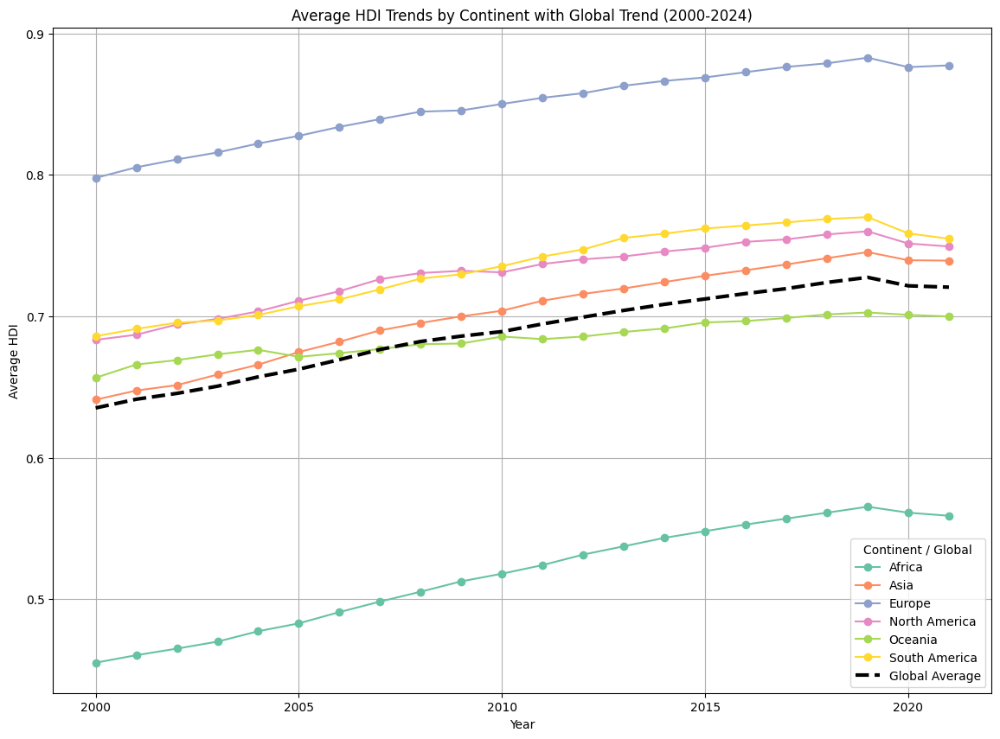 Average HDI Trends by Continent with Global Trend (2000-2024)
0.9
0.8
0.7
0.6
0.5
Average HDI
2000
2005
2010
2015
2020
Year
Continent / Global
Africa
Asia
Europe
North America
Oceania
South America
Global Average